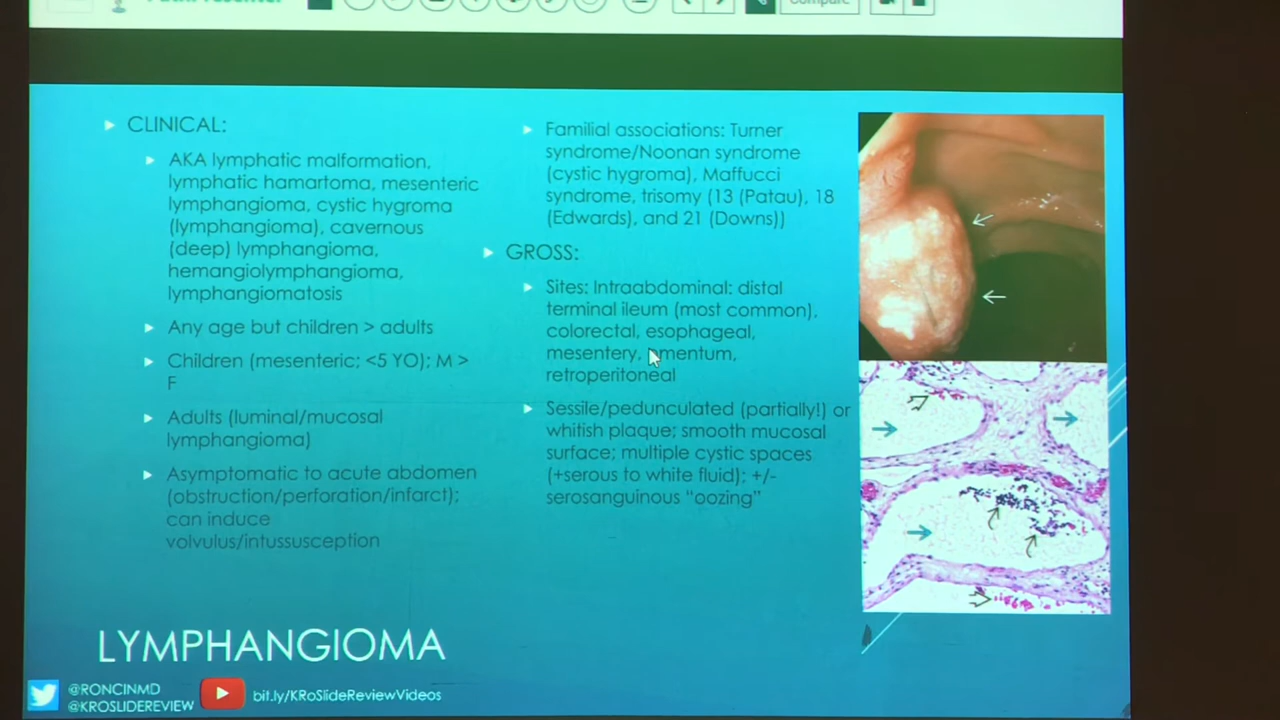 Compare
CLINICAL:
AKA lymphatic malformation,
lymphatic hamartoma, mesenteric
lymphangioma, cystic hygroma
(lymphangioma), cavernous
(deep) lymphangioma,
hemangiolymphangioma,
lymphangiomatosis
Any age but children > adults
Children (mesenteric; <5 YO); M >
F
Adults (luminal/mucosal
lymphangioma)
Asymptomatic to acute abdomen
(obstruction/perforation/infarct);
can induce
volvulus/intussusception
Familial associations: Turner
syndrome/Noonan syndrome
(cystic hygroma), Maffucci
syndrome, trisomy (13 (Patau), 18
(Edwards), and 21 (Downs))
GROSS:
Sites: Intraabdominal: distal
terminal ileum (most common),
colorectal, esophageal,
mesentery, omentum,
retroperitoneal
Sessile/pedunculated (partially!) or
whitish plaque; smooth mucosal
surface; multiple cystic spaces
(+serous to white fluid); +/-
serosanguinous “oozing”
LYMPHANGIOMA
@RONCINMD
@KROSLIDEREVIEW
bit.ly/KRoSlideReviewVideos